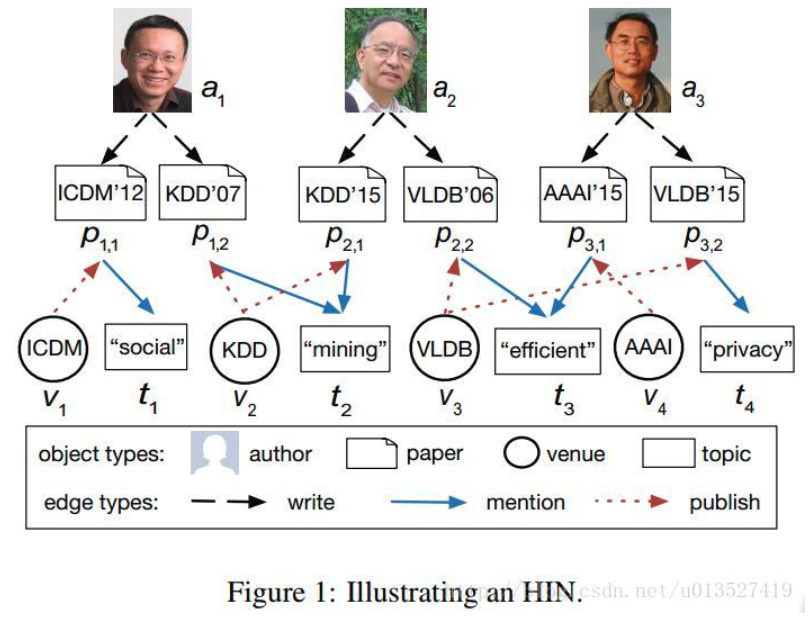 a1 a2 a3
ICDM'12 KDD'07 KDD'15 VLDB'06 AAAI'15 VLDB'15
p1,1 p1,2 p2,1 p2,2 p3,1 p3,2
ICDM “social” KDD “mining” VLDB “efficient” AAAI “privacy”
v1 t1 v2 t2 v3 t3 v4 t4
object types: author paper venue topic
edge types: write mention publish
Figure 1: Illustrating an HIN.
csdn.net/u013527419